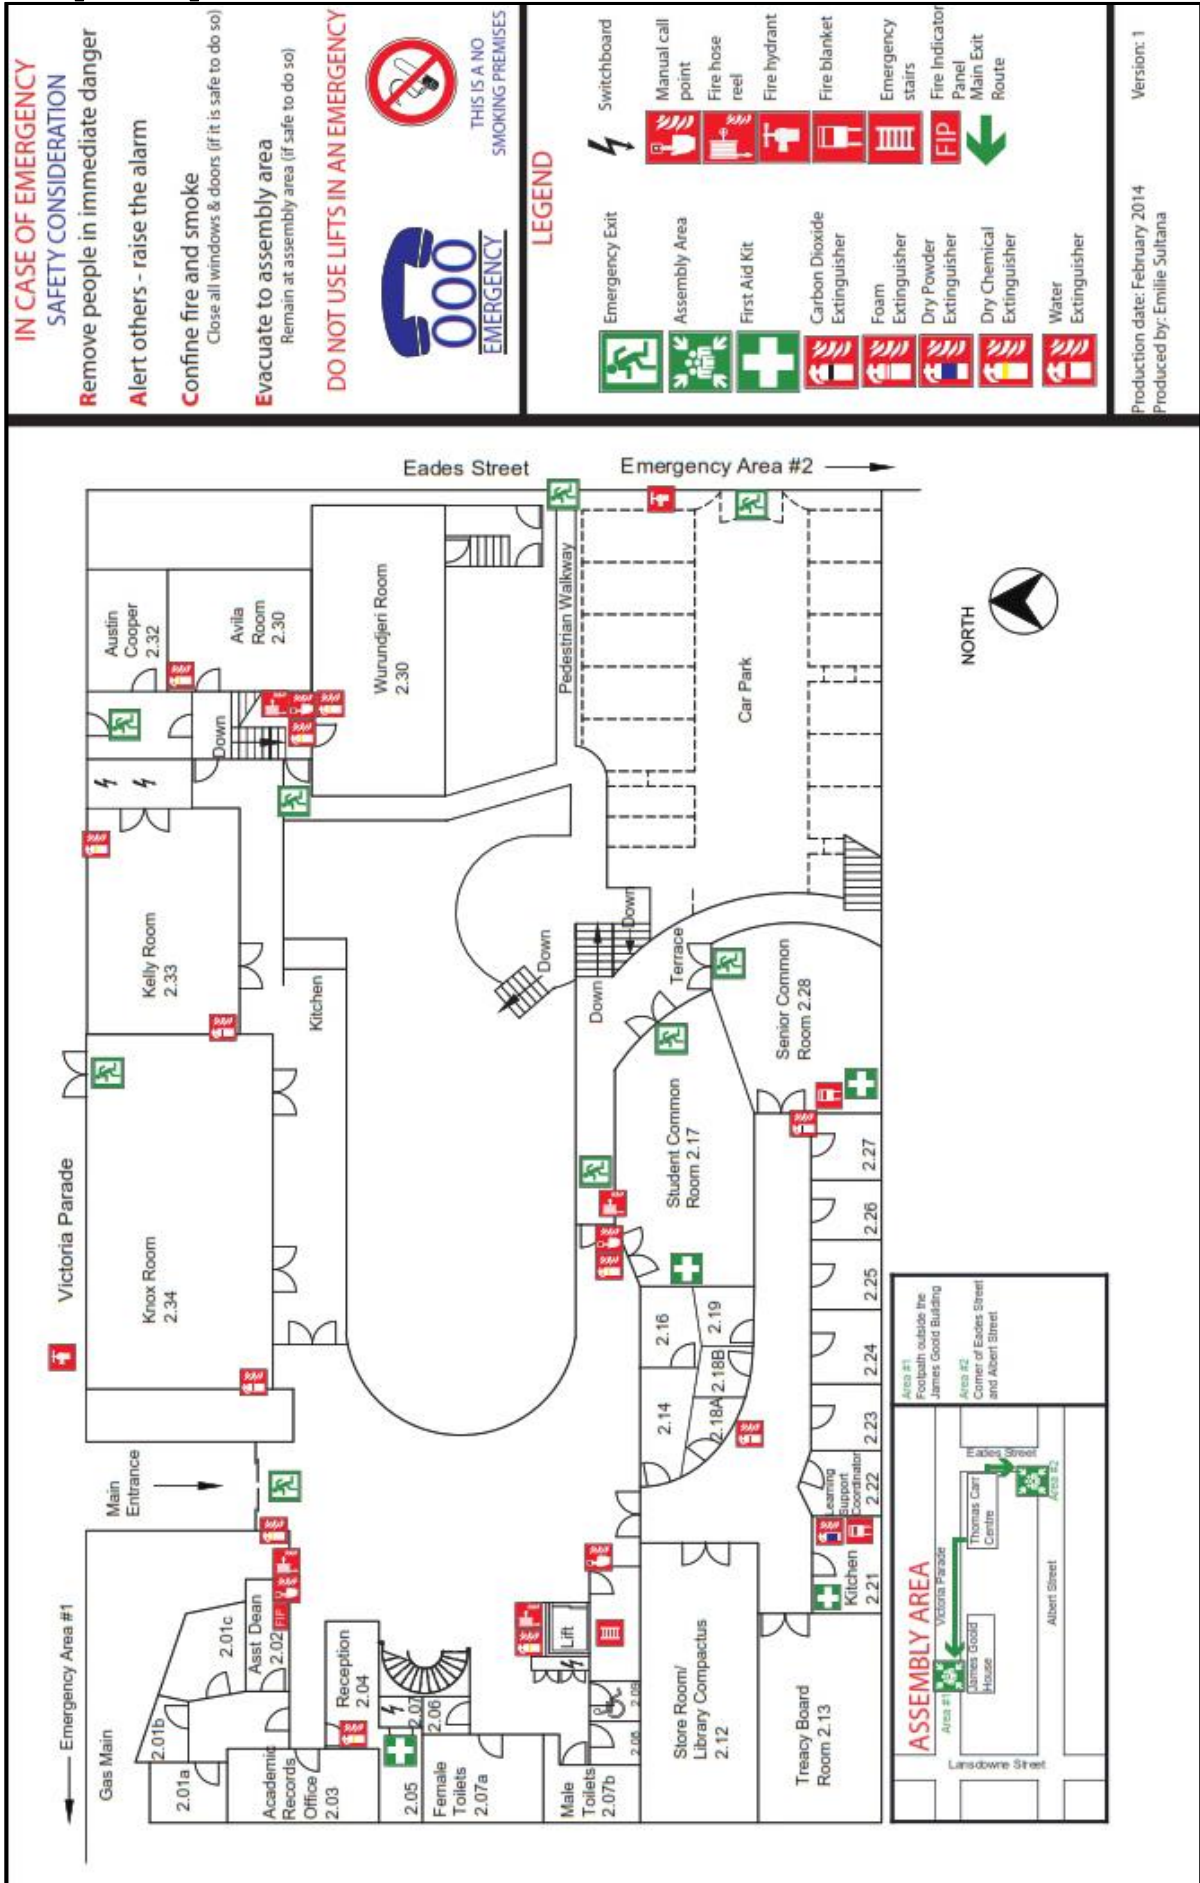 IN CASE OF EMERGENCY
SAFETY CONSIDERATION
Remove people in immediate danger
Alert others - raise the alarm
Confine fire and smoke
Close all windows & doors (if it is safe to do so)
Evacuate to assembly area
Remain at assembly area (if safe to do so)
DO NOT USE LIFTS IN AN EMERGENCY
000
EMERGENCY
THIS IS A NO
SMOKING PREMISES
LEGEND
Emergency Exit
Assembly Area
First Aid Kit
Carbon Dioxide
Extinguisher
Foam
Extinguisher
Dry Powder
Extinguisher
Dry Chemical
Extinguisher
Water
Extinguisher
Switchboard
Manual call
point
Fire hose
reel
Fire hydrant
Fire blanket
Emergency
stairs
FIP
Fire Indicator
Panel
Main Exit
Route
Production date: February 2014
Version: 1
Produced by: Emilie Sultana
Emergency Area #1
Victoria Parade
Gas Main
Main
Entrance
Knox Room
2.34
Kelly Room
2.33
Austin
Cooper
2.32
Avila
Room
2.30
Down
Wurundjeri Room
2.30
Kitchen
2.01a
2.01b
2.01c
Asst Dean
2.02
FIP
Academic
Records
Office
2.03
Reception
2.04
2.05
2.07
2.06
Female
Toilets
2.07a
Male
Toilets
2.07b
Lift
2.08
2.09
Store Room/
Library Compactus
2.12
Treacy Board
Room 2.13
2.14
2.16
2.18A
2.18B
2.19
Student Common
Room 2.17
Senior Common
Room 2.28
Terrace
Down
Down
Down
Kitchen
2.21
Learning
Support
Coordinator
2.22
2.23
2.24
2.25
2.26
2.27
Pedestrian Walkway
Car Park
Eades Street
Emergency Area #2
NORTH
ASSEMBLY AREA
Area #1
Victoria Parade
James Goold
House
Thomas Carr
Centre
Eades Street
Area #2
Albert Street
Lansdowne Street
Area #1
Footpath outside the
James Goold Building
Area #2
Corner of Eades Street
and Albert Street